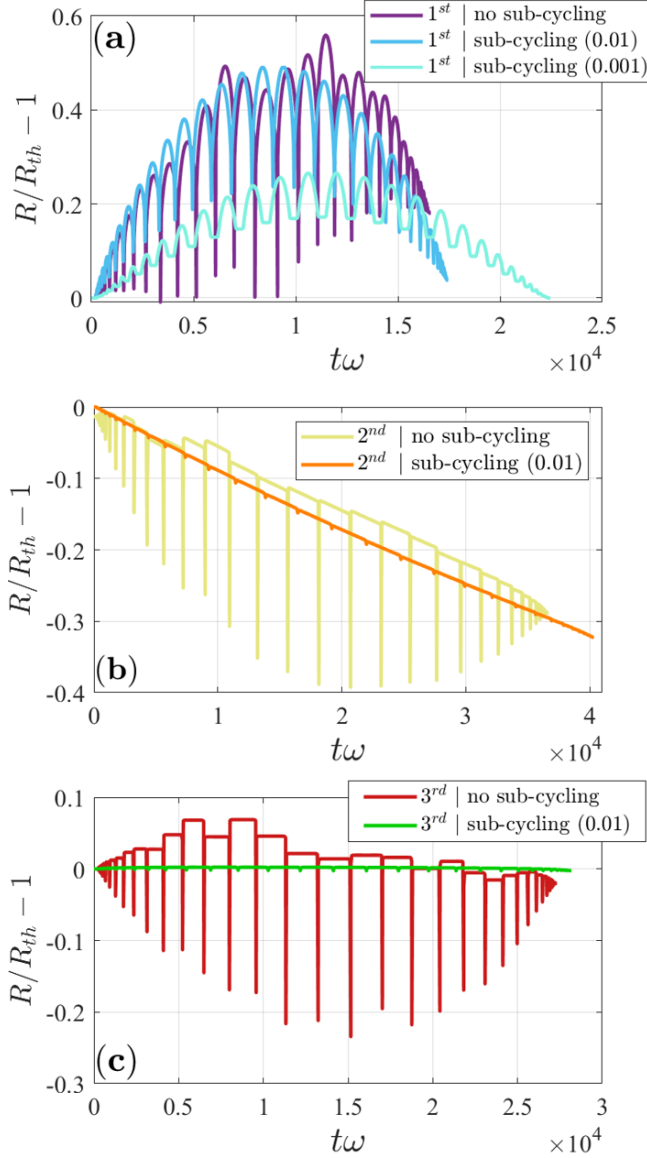 (a)
1st | no sub-cycling
1st | sub-cycling (0.01)
1st | sub-cycling (0.001)
R/Rth − 1
0.6
0.4
0.2
0
0 0.5 1 1.5 2 2.5
tω
×10^4
2nd | no sub-cycling
2nd | sub-cycling (0.01)
R/Rth − 1
0
-0.1
-0.2
-0.3
-0.4
(b)
0 1 2 3 4
tω
×10^4
3rd | no sub-cycling
3rd | sub-cycling (0.01)
R/Rth − 1
0.1
0
-0.1
-0.2
-0.3
(c)
0 0.5 1 1.5 2 2.5 3
tω
×10^4